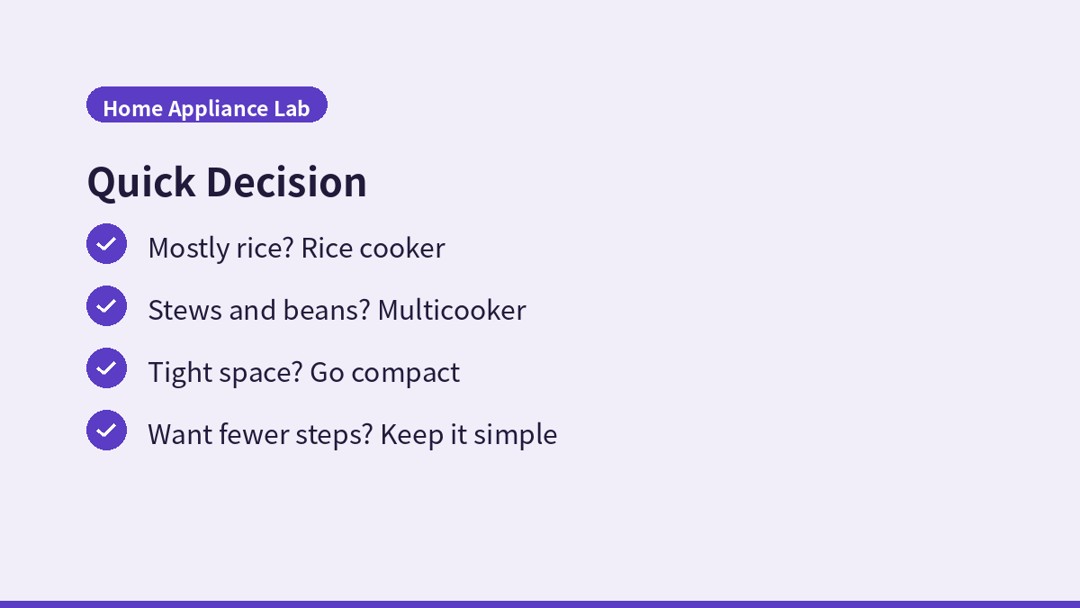 Home Appliance Lab
Quick Decision
Mostly rice? Rice cooker
Stews and beans? Multicooker
Tight space? Go compact
Want fewer steps? Keep it simple